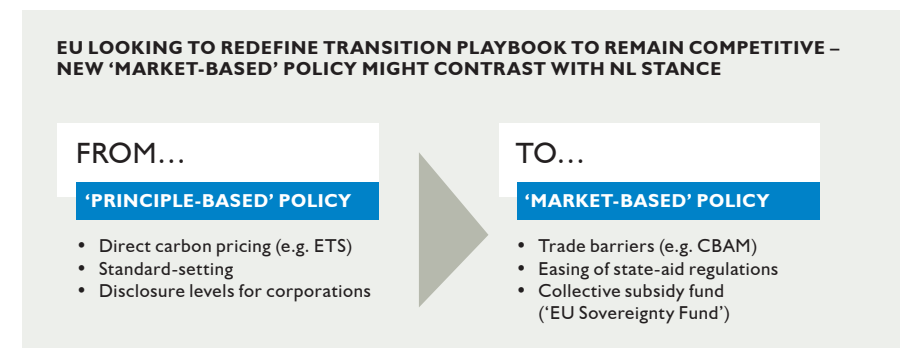 EU LOOKING TO REDEFINE TRANSITION PLAYBOOK TO REMAIN COMPETITIVE –
NEW ‘MARKET-BASED’ POLICY MIGHT CONTRAST WITH NL STANCE
FROM…
‘PRINCIPLE-BASED’ POLICY
• Direct carbon pricing (e.g. ETS)
• Standard-setting
• Disclosure levels for corporations
TO…
‘MARKET-BASED’ POLICY
• Trade barriers (e.g. CBAM)
• Easing of state-aid regulations
• Collective subsidy fund
(‘EU Sovereignty Fund’)